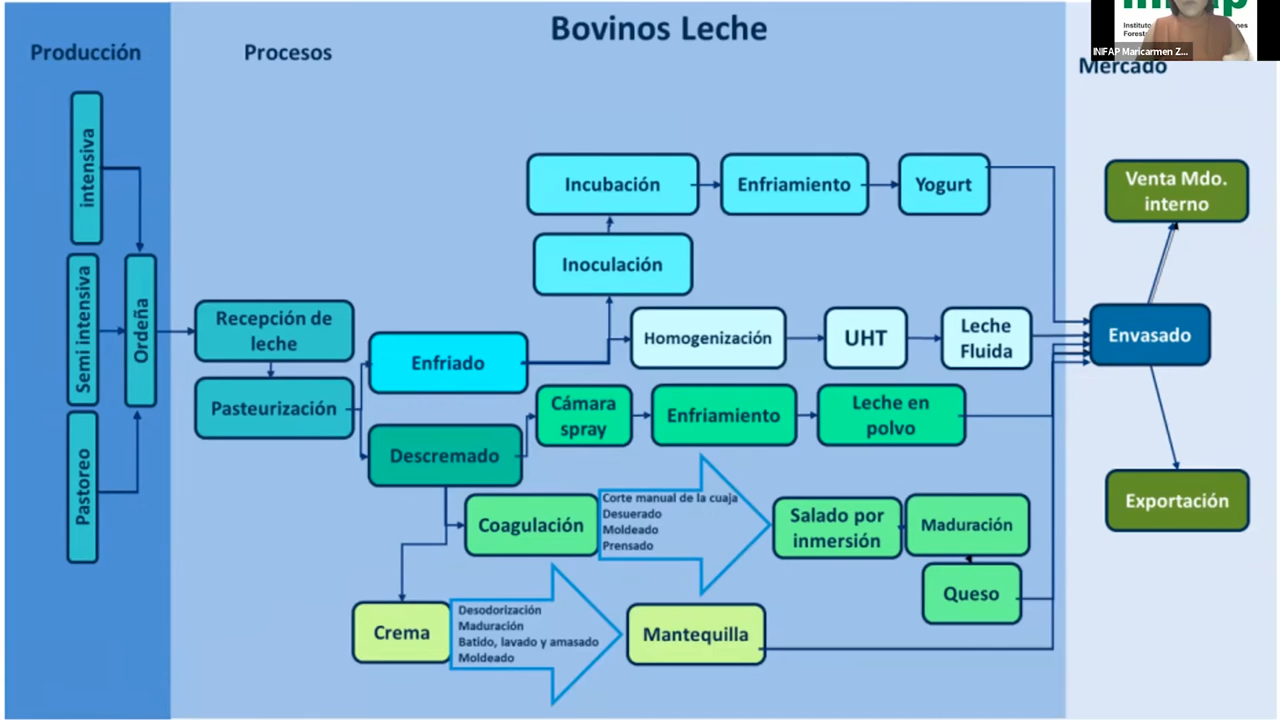 Bovinos Leche
Producción
Procesos
Mercado
Instituto
Forest
INIFAP Maricarmen Z...
intensiva
Semi intensiva
Pastoreo
Ordeña
Recepción de
leche
Pasteurización
Enfriado
Descremado
Incubación
Enfriamiento
Yogurt
Inoculación
Homogenización
UHT
Leche
Fluida
Cámara
spray
Enfriamiento
Leche en
polvo
Coagulación
Corte manual de la cuaja
Desuerado
Moldeado
Prensado
Salado por
inmersión
Maduración
Queso
Crema
Desodorización
Maduración
Batido, lavado y amasado
Moldeado
Mantequilla
Envasado
Venta Mdo.
interno
Exportación